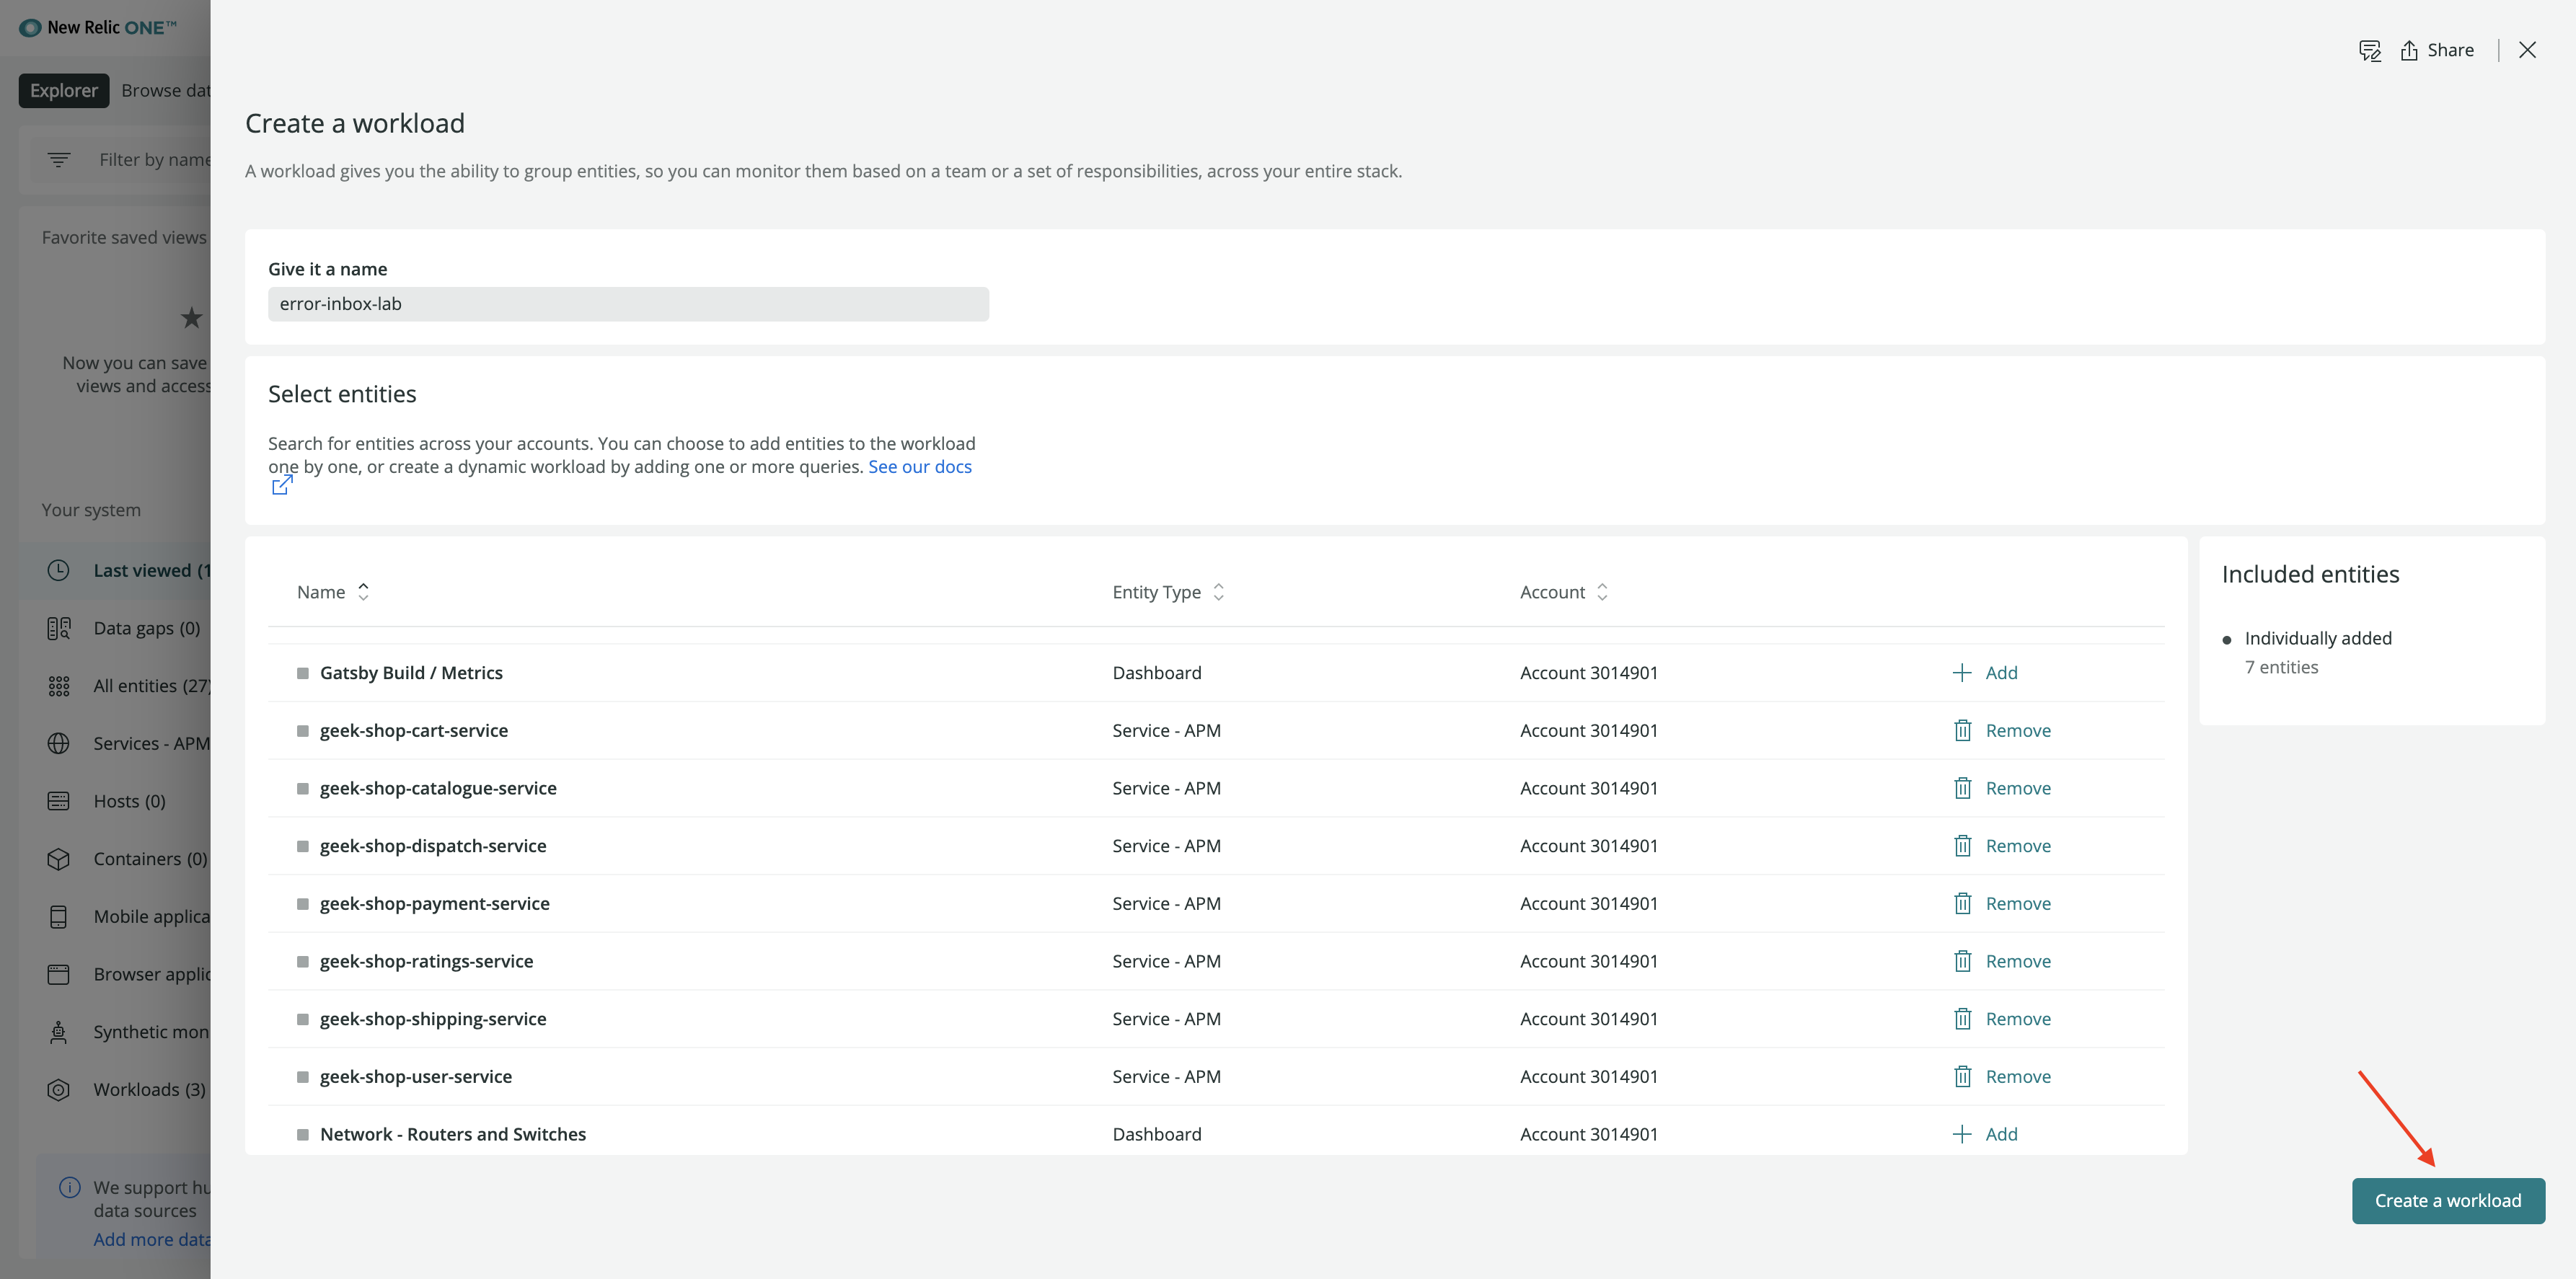 New Relic ONE™
Explorer
Browse dat
Filter by name
Favorite saved views
Now you can save
views and access
Your system
Last viewed (1
Data gaps (0)
All entities (27)
Services - APM
Hosts (0)
Containers (0)
Mobile applica
Browser applic
Synthetic mon
Workloads (3)
We support hu
data sources
Add more data
Share
Create a workload
A workload gives you the ability to group entities, so you can monitor them based on a team or a set of responsibilities, across your entire stack.
Give it a name
error-inbox-lab
Select entities
Search for entities across your accounts. You can choose to add entities to the workload
one by one, or create a dynamic workload by adding one or more queries. See our docs
Name Entity Type Account
Gatsby Build / Metrics Dashboard Account 3014901 Add
geek-shop-cart-service Service - APM Account 3014901 Remove
geek-shop-catalogue-service Service - APM Account 3014901 Remove
geek-shop-dispatch-service Service - APM Account 3014901 Remove
geek-shop-payment-service Service - APM Account 3014901 Remove
geek-shop-ratings-service Service - APM Account 3014901 Remove
geek-shop-shipping-service Service - APM Account 3014901 Remove
geek-shop-user-service Service - APM Account 3014901 Remove
Network - Routers and Switches Dashboard Account 3014901 Add
Included entities
Individually added
7 entities
Create a workload